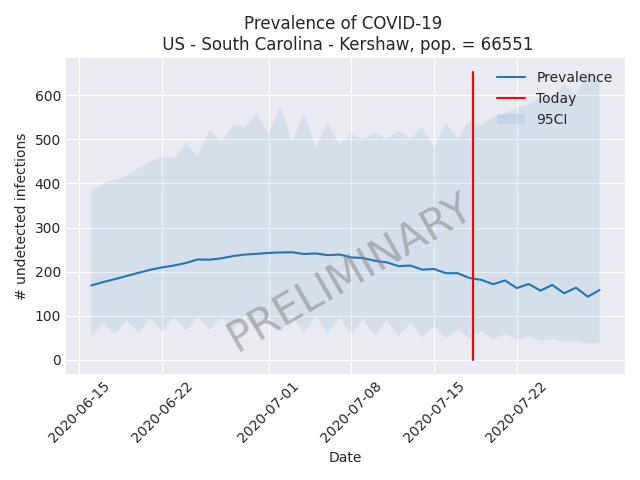 Prevalence of COVID-19
US - South Carolina - Kershaw, pop. = 66551
Prevalence
Today
95CI
# undetected infections
600
500
400
300
200
100
0
PRELIMINARY
2020-06-15
2020-06-22
2020-07-01
2020-07-08
2020-07-15
2020-07-22
Date